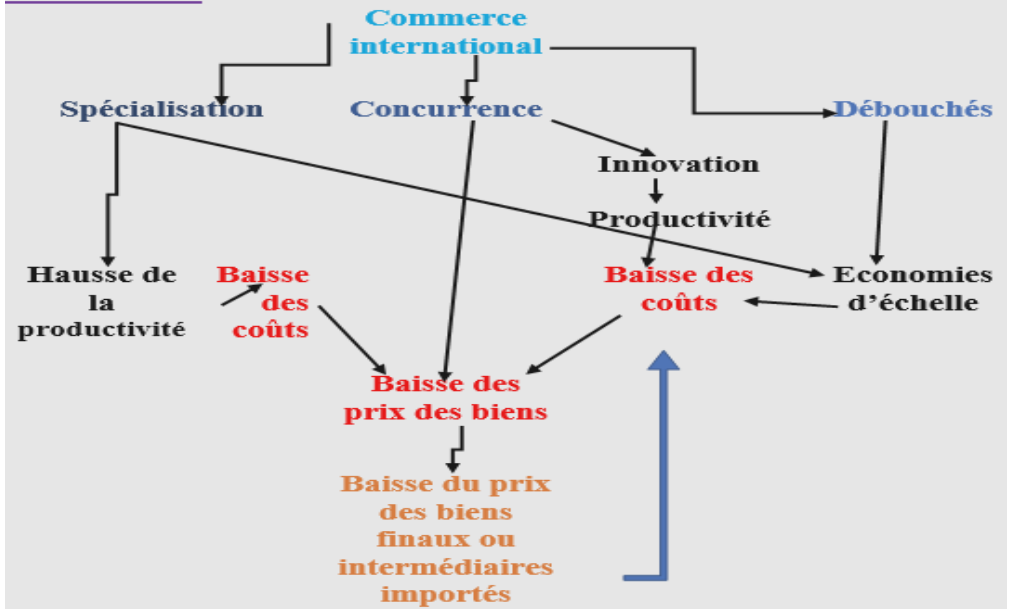 Commerce
international
Spécialisation
Concurrence
Débouchés
Innovation
Productivité
Hausse de
la
productivité
Baisse
des
coûts
Baisse des
coûts
Economies
d’échelle
Baisse des
prix des biens
Baisse du prix
des biens
finaux ou
intermédiaires
importés